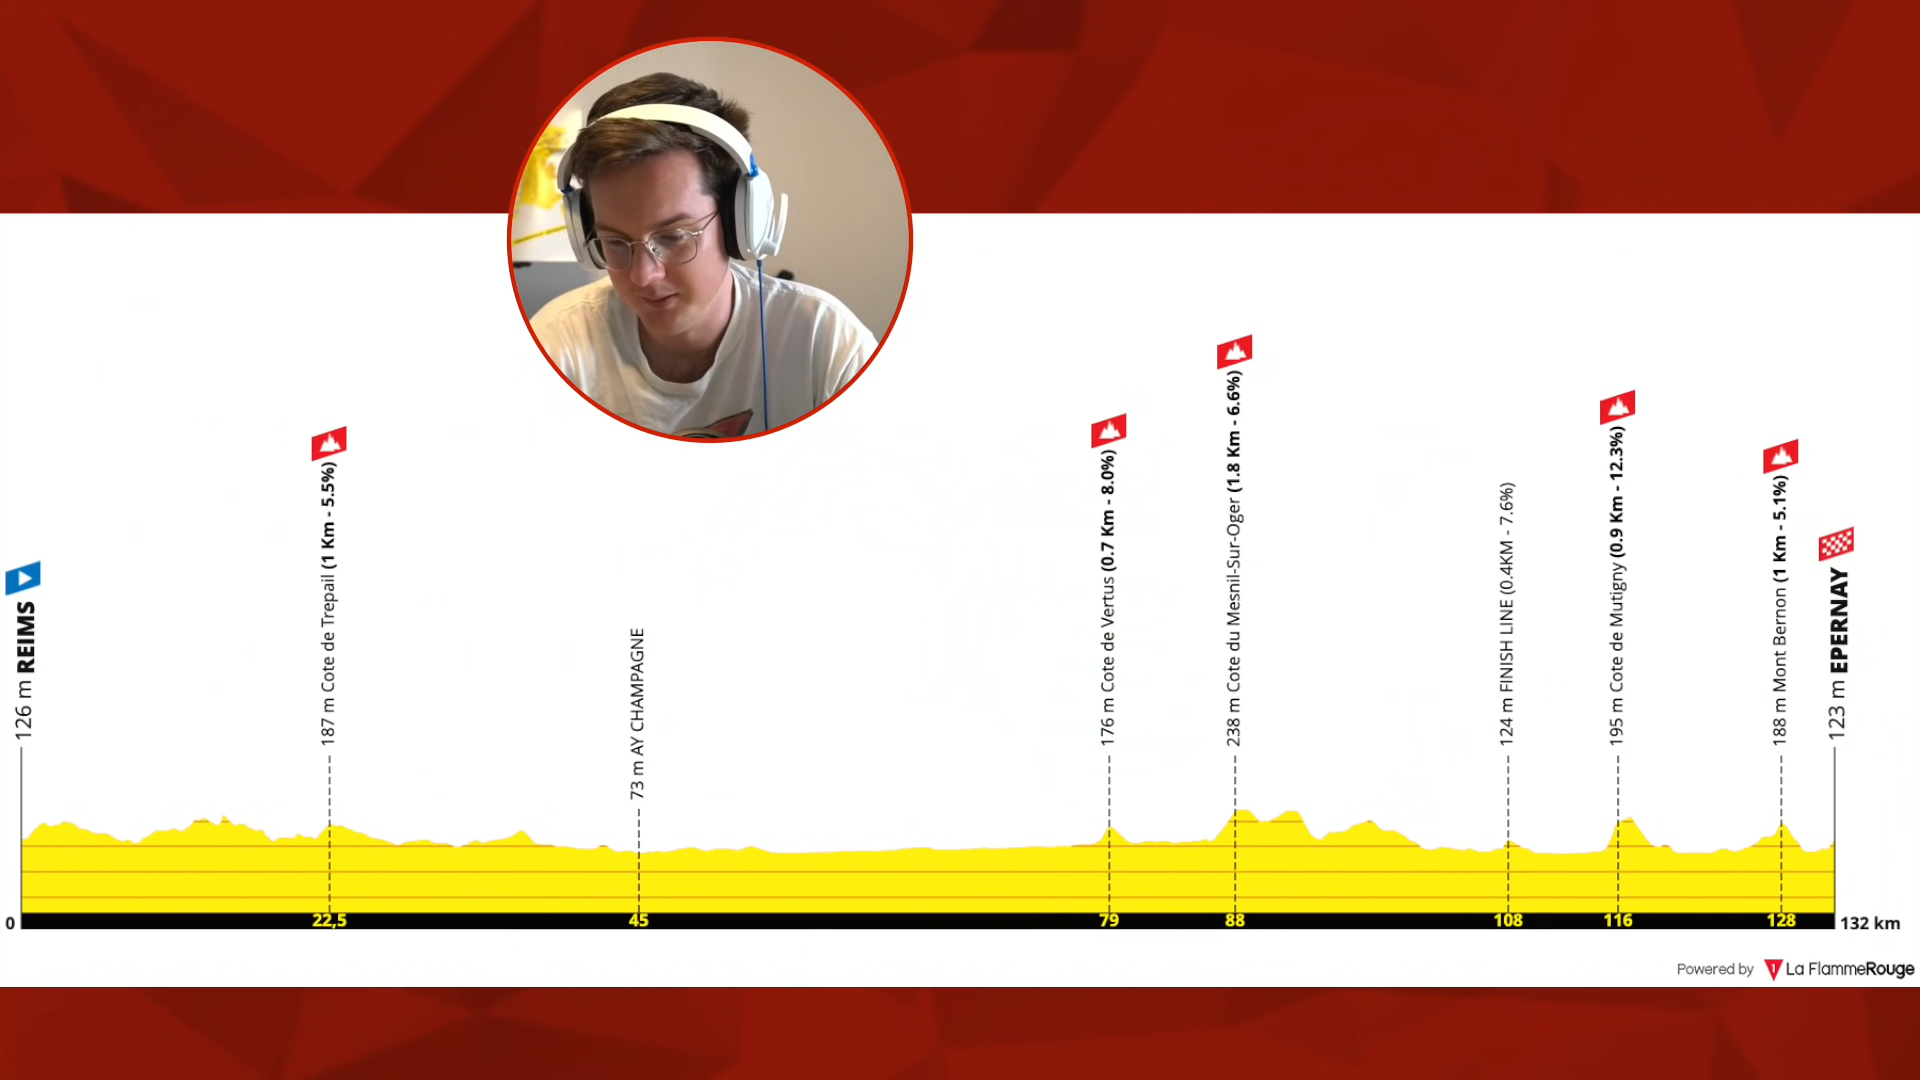 126 m REIMS
187 m Cote de Trepail (1 Km - 5.5%)
73 m AY CHAMPAGNE
176 m Cote de Vertus (0.7 Km - 8.0%)
238 m Cote du Mesnil-Sur-Oger (1.8 Km - 6.6%)
124 m FINISH LINE (0.4KM - 7.6%)
195 m Cote de Mutigny (0.9 Km - 12.3%)
188 m Mont Bernon (1 Km - 5.1%)
123 m EPERNAY
0 22,5 45 79 88 108 116 128 132 km
Powered by 1 La FlammeRouge